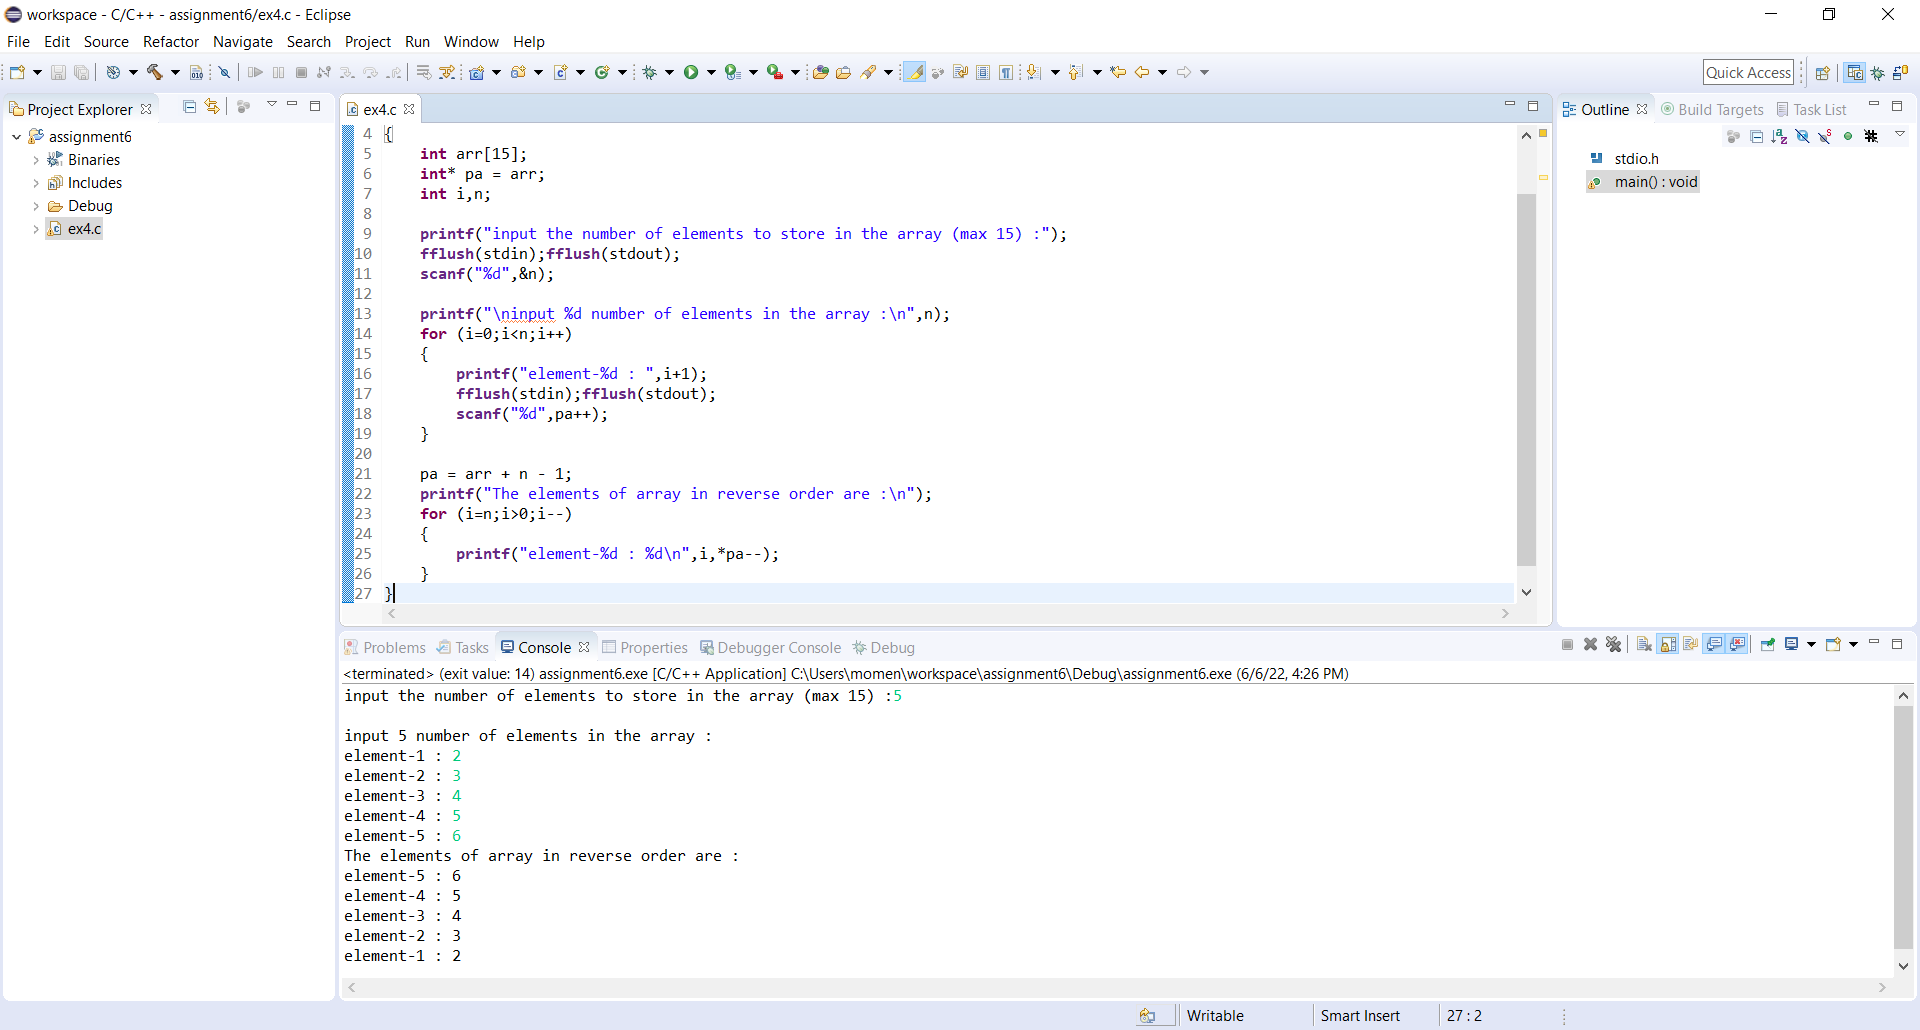 workspace - C/C++ - assignment6/ex4.c - Eclipse
File Edit Source Refactor Navigate Search Project Run Window Help
Quick Access
Project Explorer
assignment6
Binaries
Includes
Debug
ex4.c
ex4.c
4 {
5     int arr[15];
6     int* pa = arr;
7     int i,n;
8
9     printf("input the number of elements to store in the array (max 15) :");
10     fflush(stdin);fflush(stdout);
11     scanf("%d",&n);
12
13     printf("\ninput %d number of elements in the array :\n",n);
14     for (i=0;i<n;i++)
15     {
16         printf("element-%d : ",i+1);
17         fflush(stdin);fflush(stdout);
18         scanf("%d",pa++);
19     }
20
21     pa = arr + n - 1;
22     printf("The elements of array in reverse order are :\n");
23     for (i=n;i>0;i--)
24     {
25         printf("element-%d : %d\n",i,*pa--);
26     }
27 }
Outline Build Targets Task List
stdio.h
main() : void
Problems Tasks Console Properties Debugger Console Debug
<terminated> (exit value: 14) assignment6.exe [C/C++ Application] C:\Users\momen\workspace\assignment6\Debug\assignment6.exe (6/6/22, 4:26 PM)
input the number of elements to store in the array (max 15) :5
input 5 number of elements in the array :
element-1 : 2
element-2 : 3
element-3 : 4
element-4 : 5
element-5 : 6
The elements of array in reverse order are :
element-5 : 6
element-4 : 5
element-3 : 4
element-2 : 3
element-1 : 2
Writable Smart Insert 27 : 2